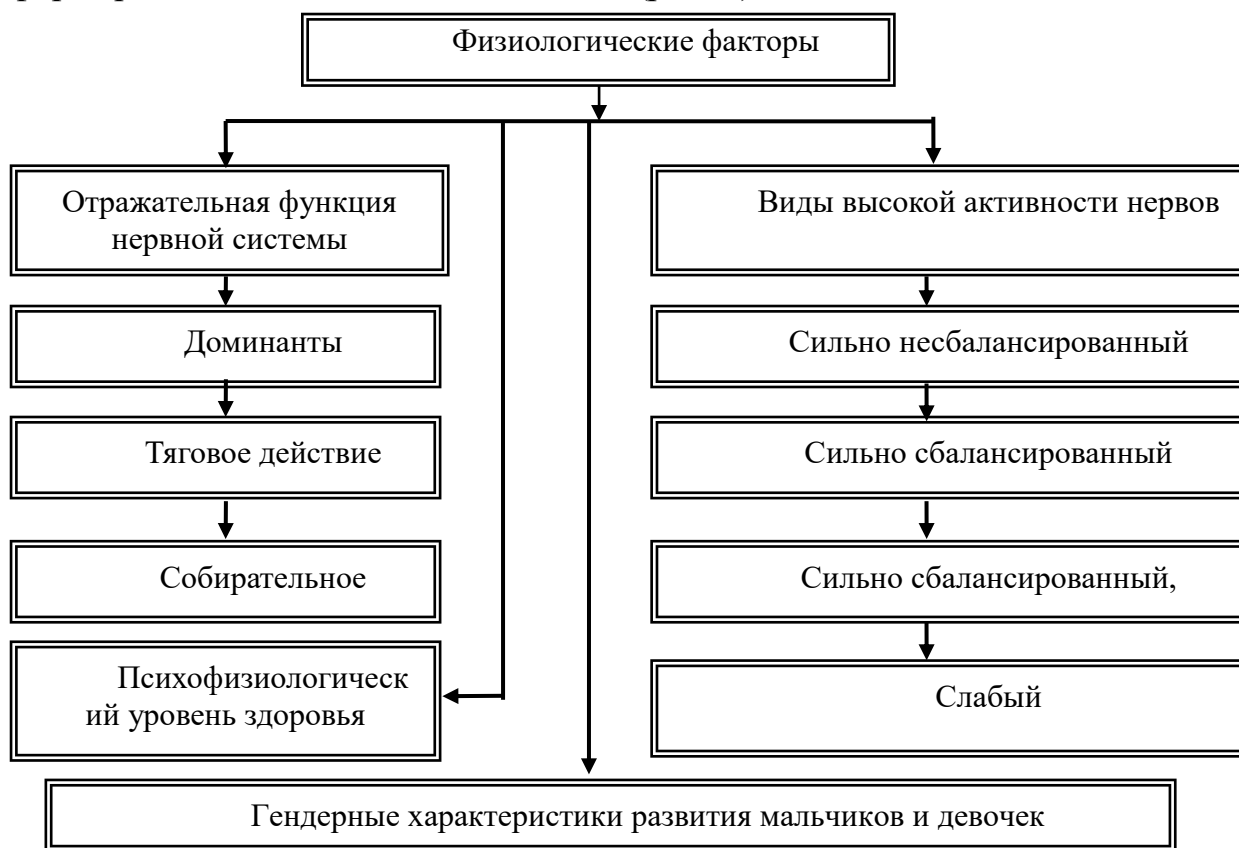 Физиологические факторы
Отражательная функция
нервной системы
Доминанты
Тяговое действие
Собирательное
Психофизиологическ
ий уровень здоровья
Виды высокой активности нервов
Сильно несбалансированный
Сильно сбалансированный
Сильно сбалансированный,
Слабый
Гендерные характеристики развития мальчиков и девочек